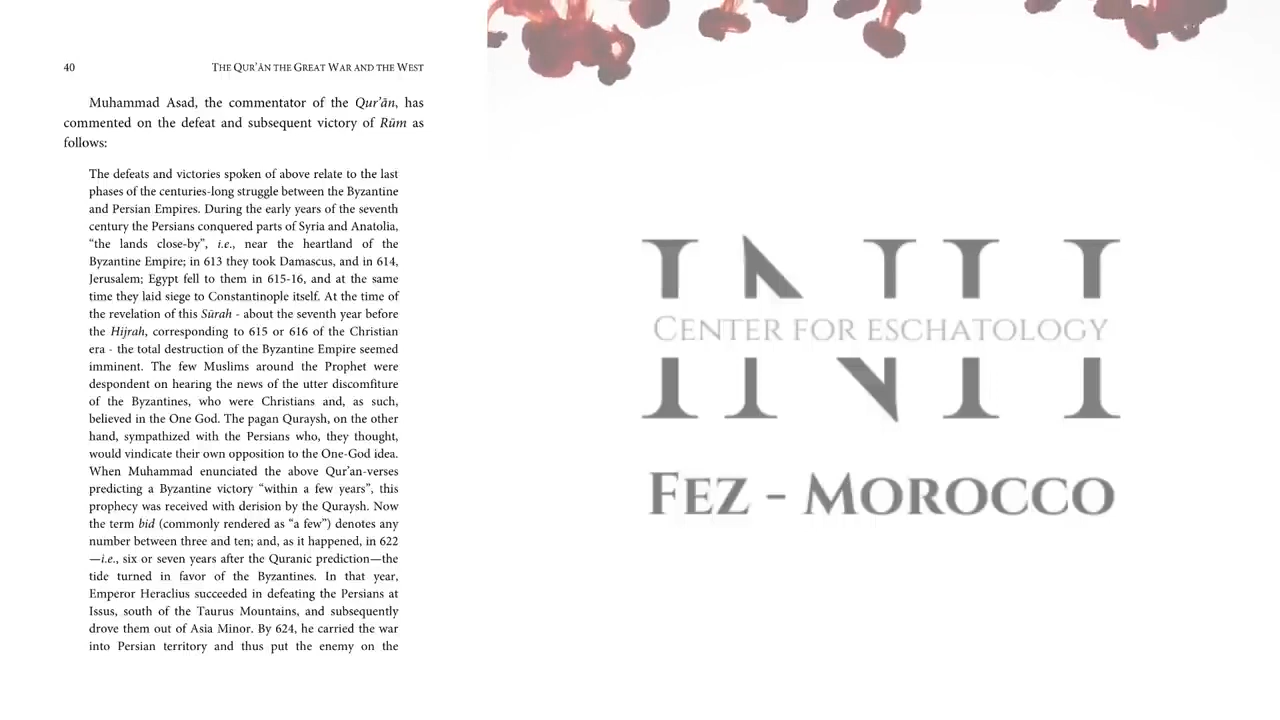 40 THE QUR'ĀN THE GREAT WAR AND THE WEST
Muhammad Asad, the commentator of the Qur'ān, has
commented on the defeat and subsequent victory of Rūm as
follows:
The defeats and victories spoken of above relate to the last
phases of the centuries-long struggle between the Byzantine
and Persian Empires. During the early years of the seventh
century the Persians conquered parts of Syria and Anatolia,
“the lands close-by”, i.e., near the heartland of the
Byzantine Empire; in 613 they took Damascus, and in 614,
Jerusalem; Egypt fell to them in 615-16, and at the same
time they laid siege to Constantinople itself. At the time of
the revelation of this Sūrah - about the seventh year before
the Hijrah, corresponding to 615 or 616 of the Christian
era - the total destruction of the Byzantine Empire seemed
imminent. The few Muslims around the Prophet were
despondent on hearing the news of the utter discomfiture
of the Byzantines, who were Christians and, as such,
believed in the One God. The pagan Quraysh, on the other
hand, sympathized with the Persians who, they thought,
would vindicate their own opposition to the One-God idea.
When Muhammad enunciated the above Qur'an-verses
predicting a Byzantine victory “within a few years”, this
prophecy was received with derision by the Quraysh. Now
the term bid (commonly rendered as “a few”) denotes any
number between three and ten; and, as it happened, in 622
—i.e., six or seven years after the Quranic prediction—the
tide turned in favor of the Byzantines. In that year,
Emperor Heraclius succeeded in defeating the Persians at
Issus, south of the Taurus Mountains, and subsequently
drove them out of Asia Minor. By 624, he carried the war
into Persian territory and thus put the enemy on the
INH
CENTER FOR ESCHATOLOGY
FEZ - MOROCCO